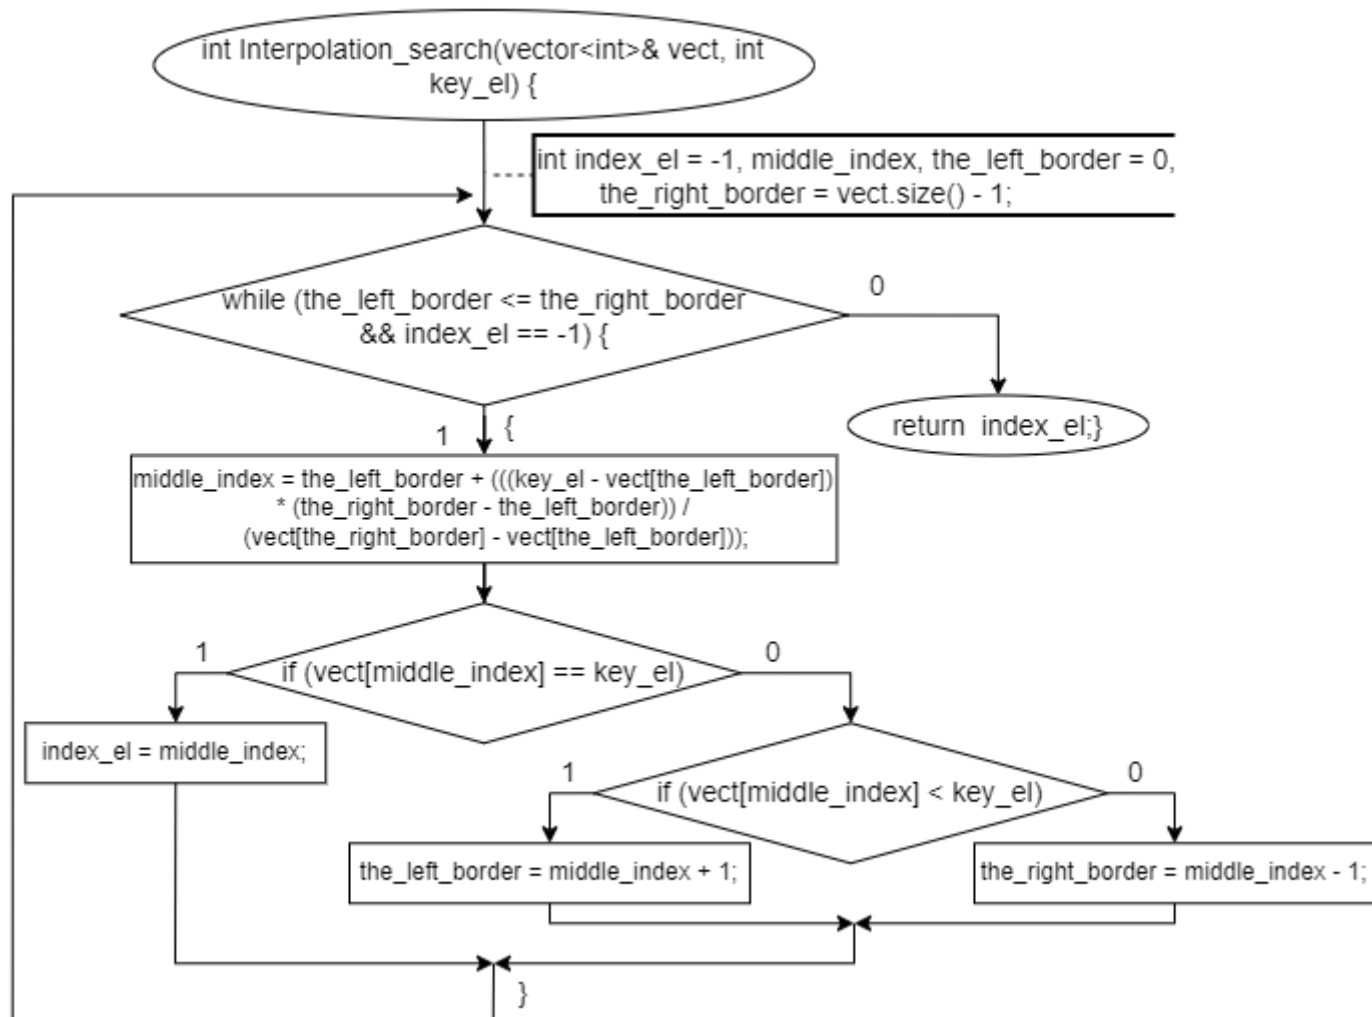 int Interpolation_search(vector<int>& vect, int
key_el) {
int index_el = -1, middle_index, the_left_border = 0,
the_right_border = vect.size() - 1;
while (the_left_border <= the_right_border
&& index_el == -1) {
0
return  index_el;}
1
{
middle_index = the_left_border + (((key_el - vect[the_left_border])
* (the_right_border - the_left_border)) /
(vect[the_right_border] - vect[the_left_border]));
1
if (vect[middle_index] == key_el)
0
index_el = middle_index;
1
if (vect[middle_index] < key_el)
0
the_left_border = middle_index + 1;
the_right_border = middle_index - 1;
}